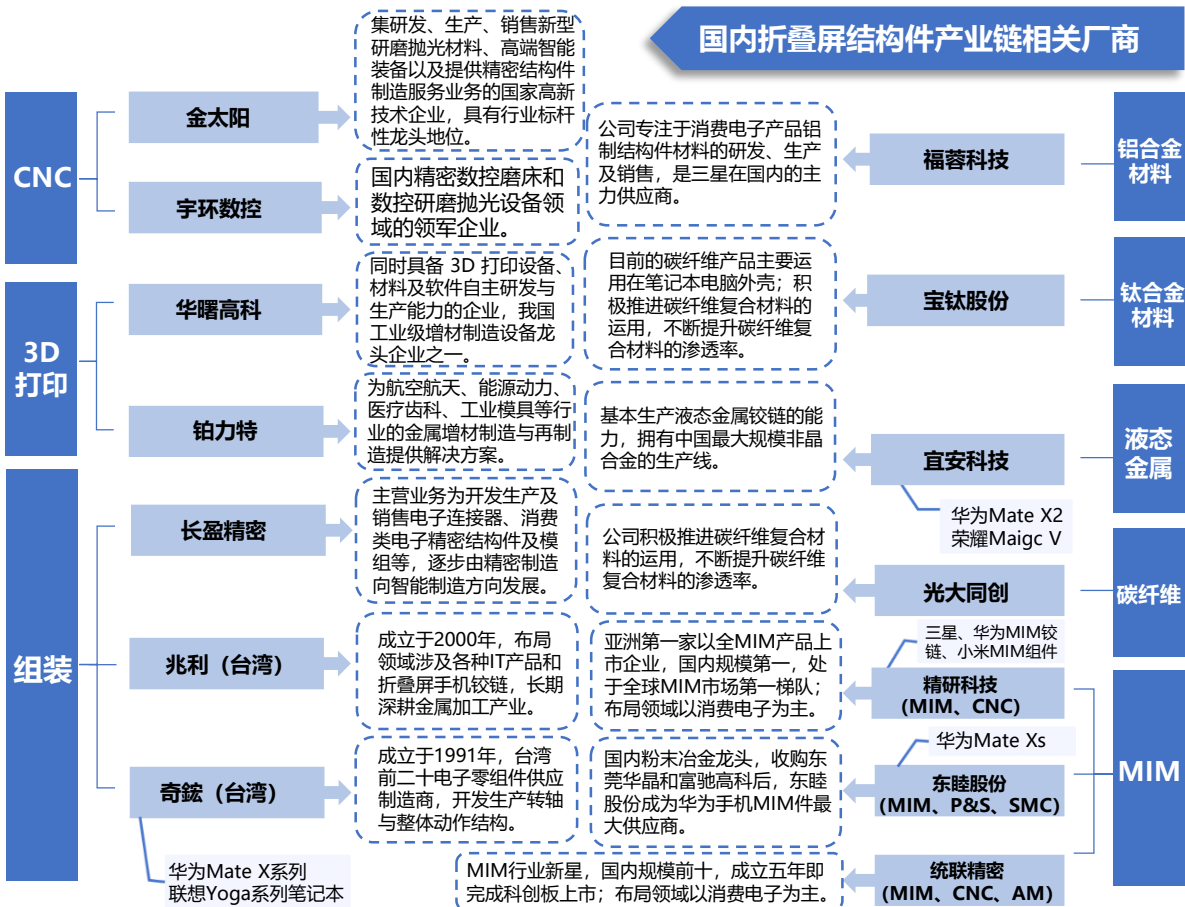 国内折叠屏结构件产业链相关厂商
CNC
金太阳
集研发、生产、销售新型
研磨抛光材料、高端智能
装备以及提供精密结构件
制造服务业务的国家高新
技术企业，具有行业标杆
性龙头地位。
宇环数控
国内精密数控磨床和
数控研磨抛光设备领
域的领军企业。
3D
打印
华曙高科
同时具备 3D 打印设备、
材料及软件自主研发与
生产能力的企业，我国
工业级增材制造设备龙
头企业之一。
铂力特
为航空航天、能源动力、
医疗齿科、工业模具等行
业的金属增材制造与再制
造提供解决方案。
组装
长盈精密
主营业务为开发生产及
销售电子连接器、消费
类电子精密结构件及模
组等，逐步由精密制造
向智能制造方向发展。
兆利（台湾）
成立于2000年，布局
领域涉及各种IT产品和
折叠屏手机铰链，长期
深耕金属加工产业。
奇鋐（台湾）
成立于1991年，台湾
前二十电子零组件供应
制造商，开发生产转轴
与整体动作结构。
华为Mate X系列
联想Yoga系列笔记本
铝合金
材料
福蓉科技
公司专注于消费电子产品铝
制结构件材料的研发、生产
及销售，是三星在国内的主
力供应商。
钛合金
材料
宝钛股份
目前的碳纤维产品主要运
用在笔记本电脑外壳；积
极推进碳纤维复合材料的
运用，不断提升碳纤维复
合材料的渗透率。
液态
金属
宜安科技
基本生产液态金属铰链的能
力，拥有中国最大规模非晶
合金的生产线。
华为Mate X2
荣耀Maigc V
碳纤维
光大同创
公司积极推进碳纤维复合材
料的运用，不断提升碳纤维
复合材料的渗透率。
MIM
三星、华为MIM铰
链、小米MIM组件
精研科技
（MIM、CNC）
亚洲第一家以全MIM产品上
市企业，国内规模第一，处
于全球MIM市场第一梯队；
布局领域以消费电子为主。
华为Mate Xs
东睦股份
（MIM、P&S、SMC）
国内粉末冶金龙头，收购东
莞华晶和富驰高科后，东睦
股份成为华为手机MIM件最
大供应商。
统联精密
（MIM、CNC、AM）
MIM行业新星，国内规模前十，成立五年即
完成科创板上市；布局领域以消费电子为主。